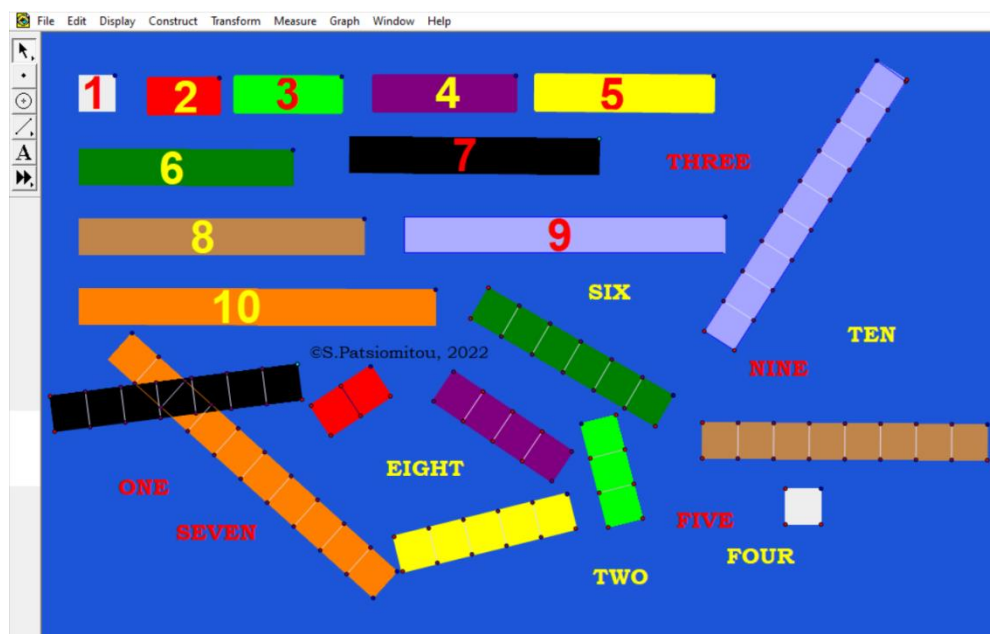 File Edit Display Construct Transform Measure Graph Window Help
A
1 2 3 4 5
6 7 THREE
8 9
SIX
10
TEN
©S.Patsiomitou, 2022
NINE
EIGHT
ONE
SEVEN
FIVE
FOUR
TWO